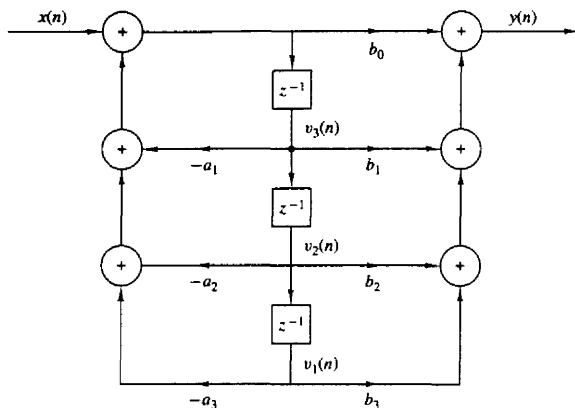 x(n) + b₀ + y(n)
z⁻¹
v₃(n)
+ −a₁ b₁ +
z⁻¹
v₂(n)
+ −a₂ b₂ +
z⁻¹
v₁(n)
−a₃ b₃